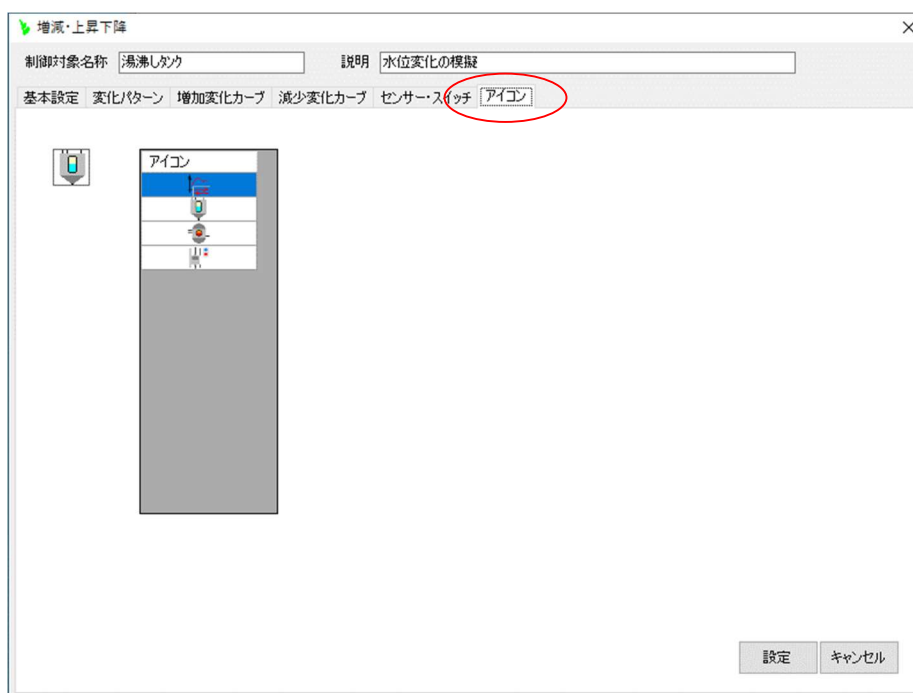 増減・上昇下降
制御対象名称 湯沸しタンク 説明 水位変化の模擬
基本設定 変化パターン 増加変化カーブ 減少変化カーブ センサー・スイッチ アイコン
アイコン
設定 キャンセル